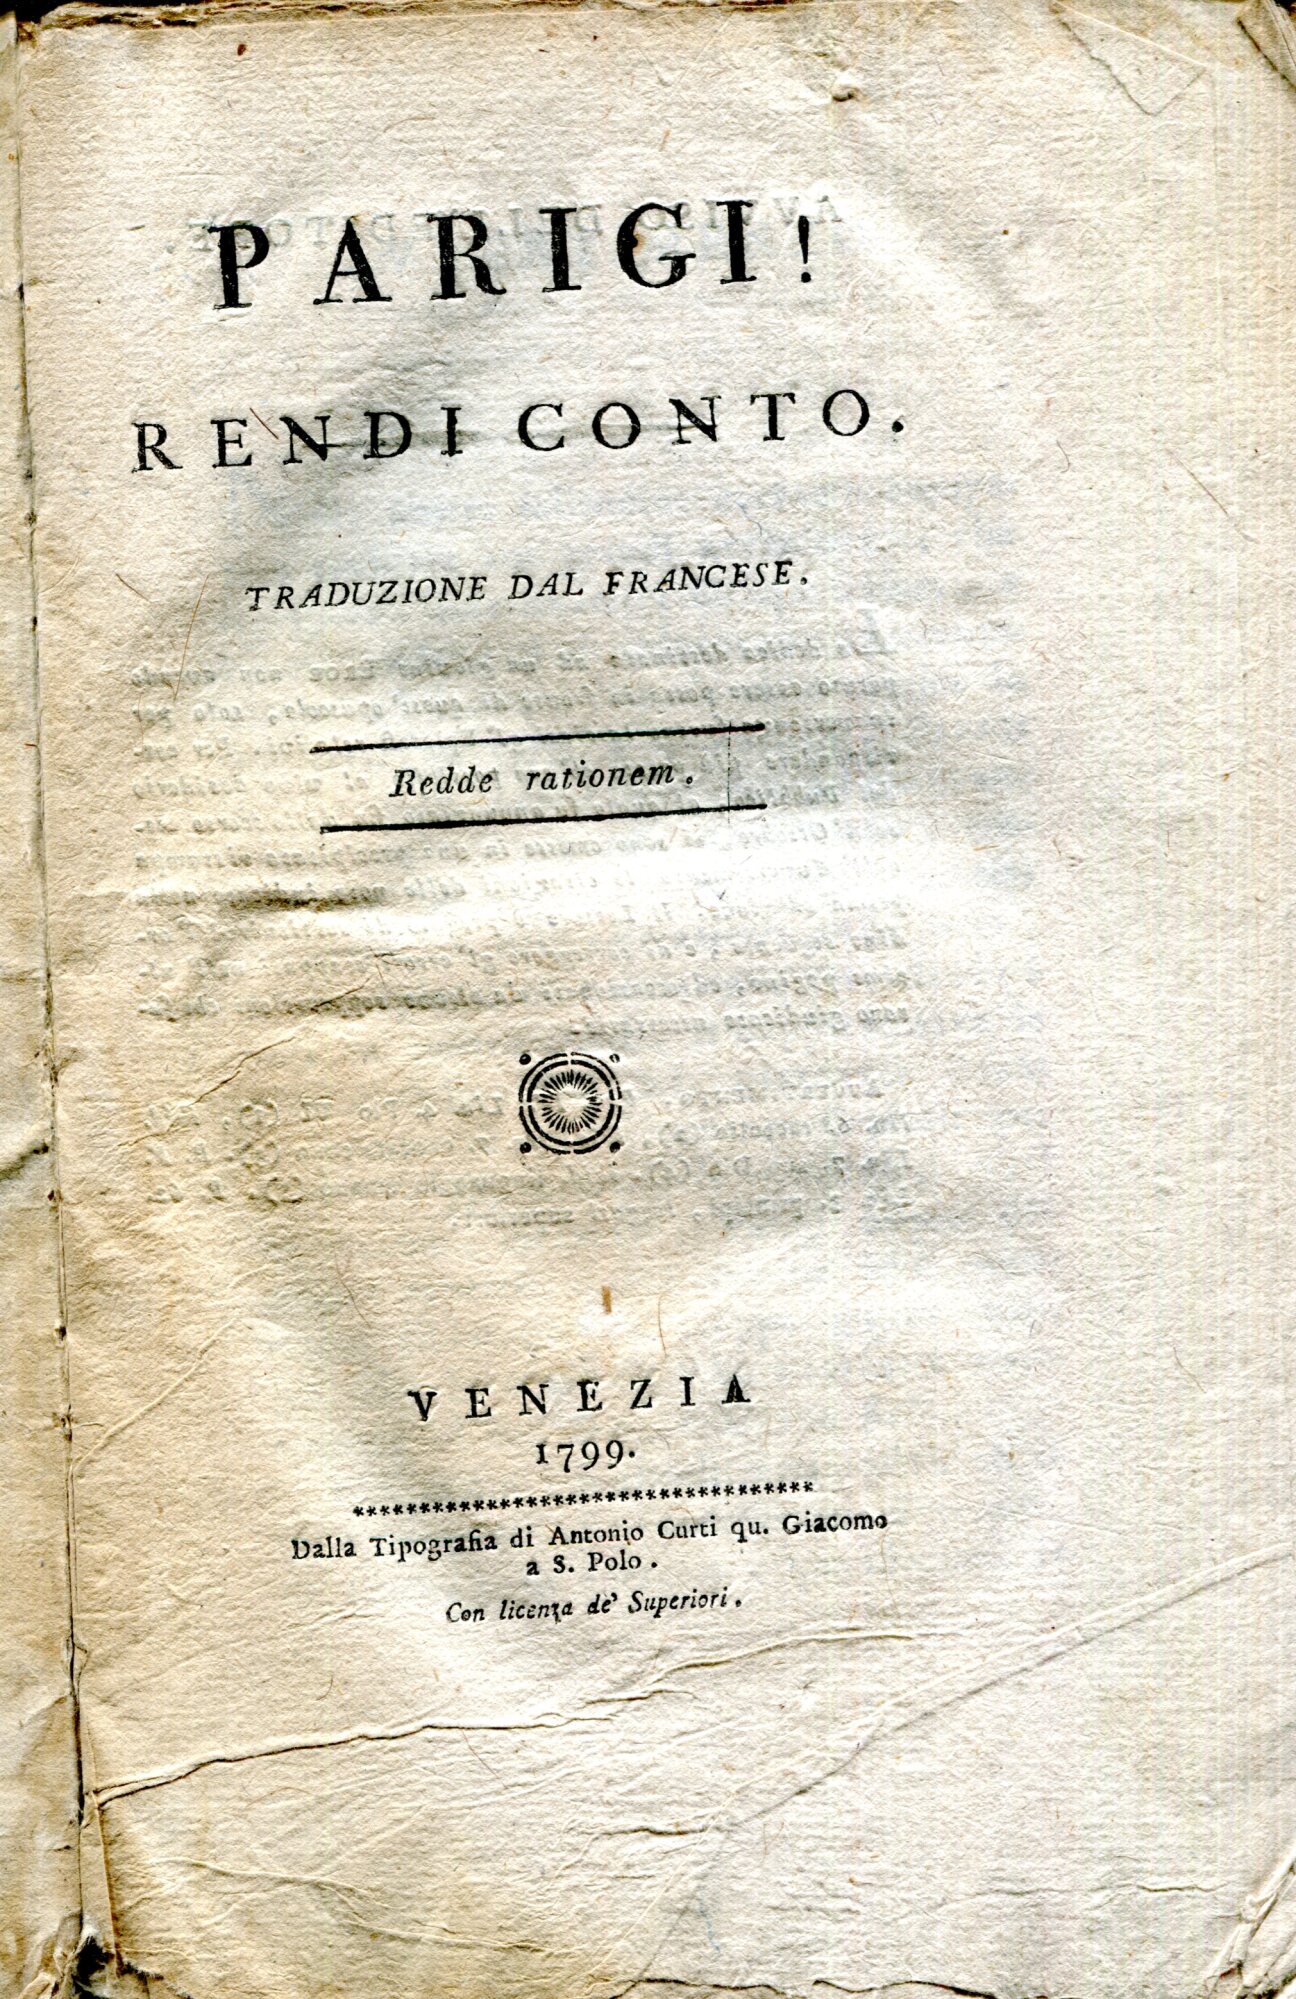 PARIGI!
RENDI CONTO.
TRADUZIONE DAL FRANCESE.
Redde rationem.
VENEZIA
1799.
***********************************
Dalla Tipografia di Antonio Curti qu. Giacomo
a S. Polo.
Con licenza de' Superiori.